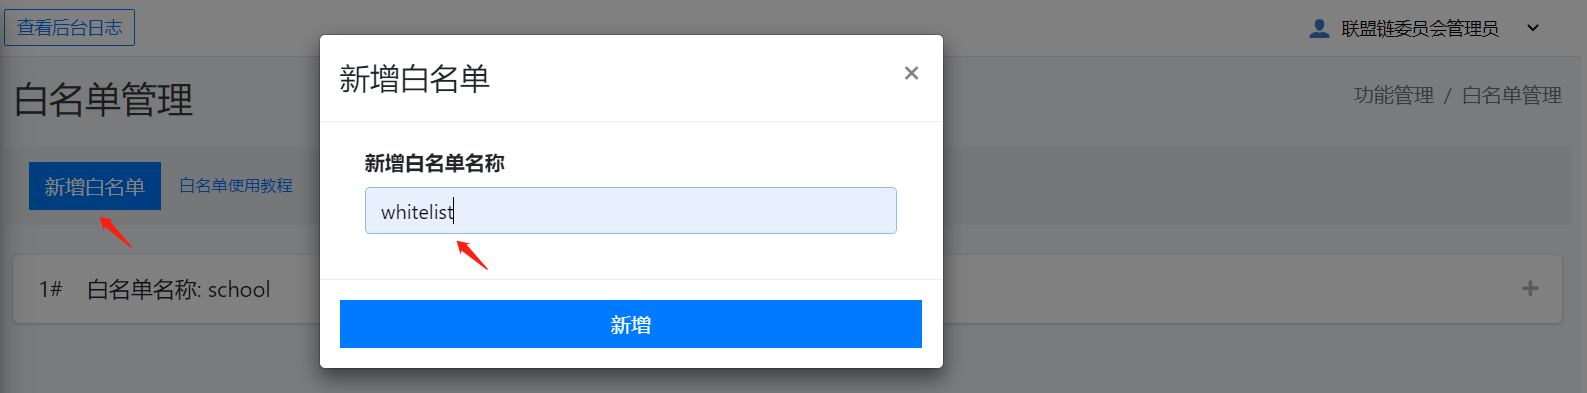 查看后台日志
联盟链委员会管理员
白名单管理
功能管理 / 白名单管理
新增白名单
白名单使用教程
1# 白名单名称: school
新增白名单
×
新增白名单名称
whitelist
新增